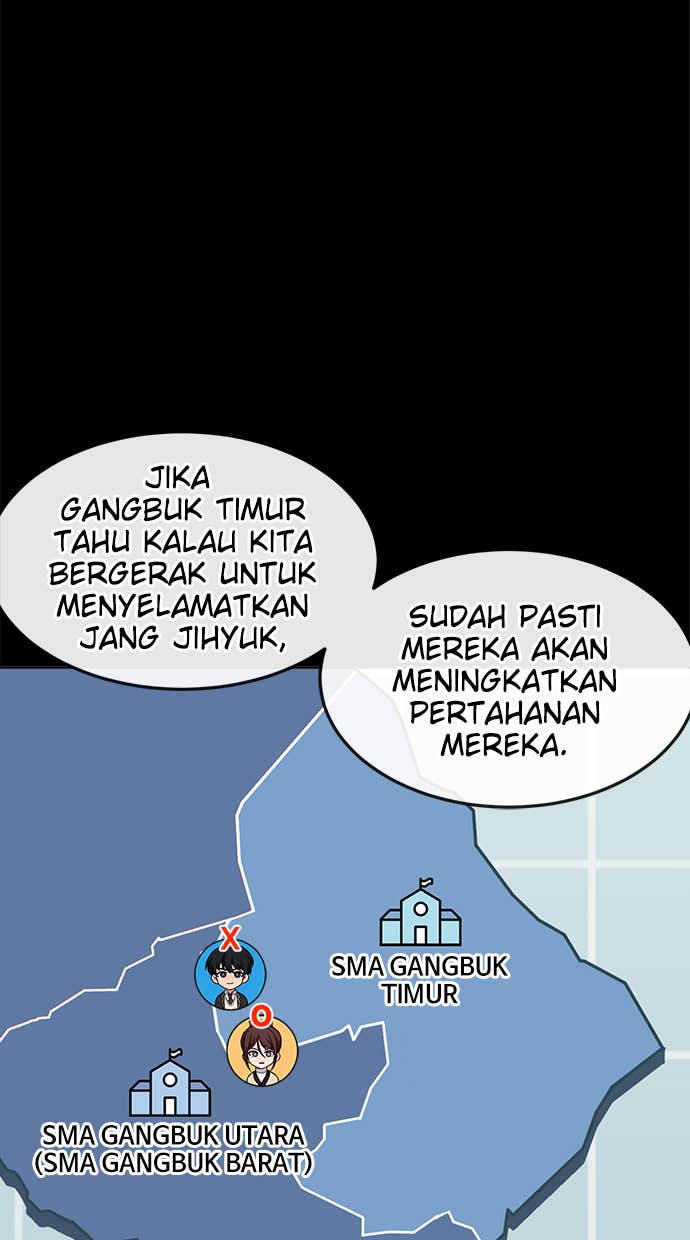 JIKA
GANGBUK TIMUR
TAHU KALAU KITA
BERGERAK UNTUK
MENYELAMATKAN
JANG JIHYUK,
SUDAH PASTI
MEREKA AKAN
MENINGKATKAN
PERTAHANAN
MEREKA.
X
SMA GANGBUK
TIMUR
O
SMA GANGBUK UTARA
(SMA GANGBUK BARAT)